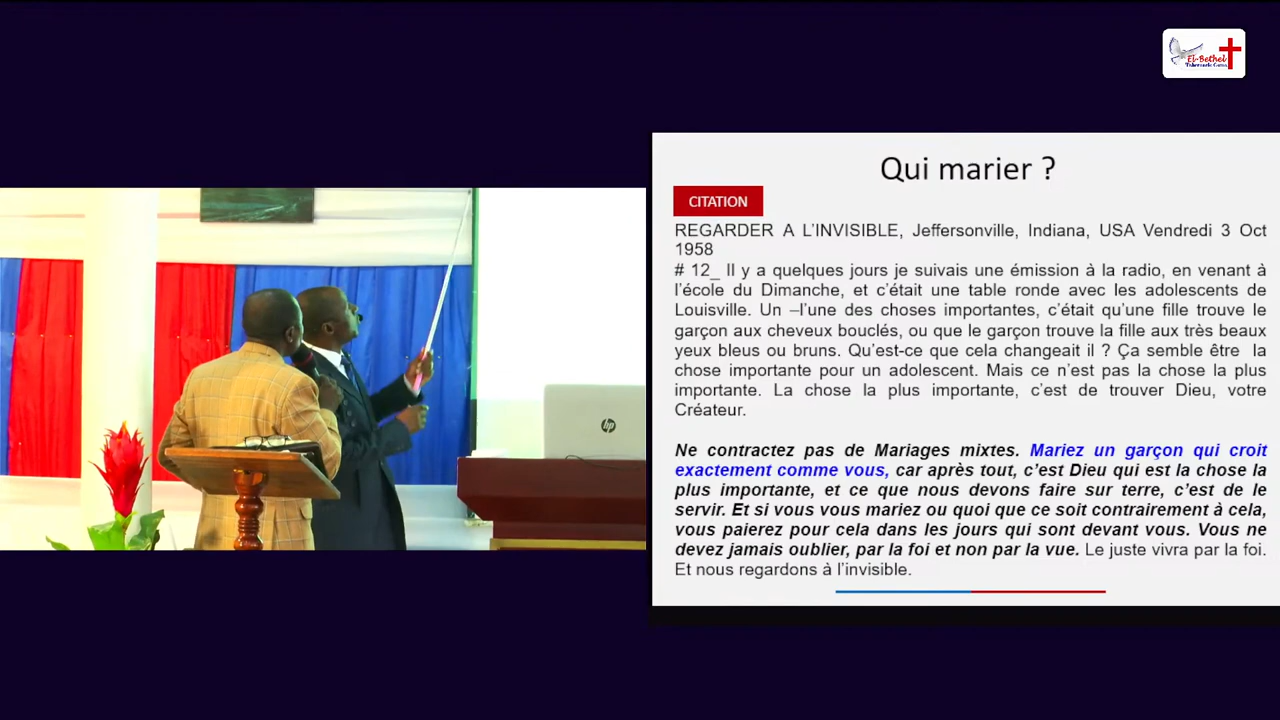 El-Bethel
Qui marier ?
CITATION
REGARDER A L'INVISIBLE, Jeffersonville, Indiana, USA Vendredi 3 Oct
1958
# 12_ Il y a quelques jours je suivais une émission à la radio, en venant à
l'école du Dimanche, et c'était une table ronde avec les adolescents de
Louisville. Un –l'une des choses importantes, c'était qu'une fille trouve le
garçon aux cheveux bouclés, ou que le garçon trouve la fille aux très beaux
yeux bleus ou bruns. Qu'est-ce que cela changeait il ? Ça semble être la
chose importante pour un adolescent. Mais ce n'est pas la chose la plus
importante. La chose la plus importante, c'est de trouver Dieu, votre
Créateur.
Ne contractez pas de Mariages mixtes. Mariez un garçon qui croit
exactement comme vous, car après tout, c'est Dieu qui est la chose la
plus importante, et ce que nous devons faire sur terre, c'est de le
servir. Et si vous vous mariez ou quoi que ce soit contrairement à cela,
vous paierez pour cela dans les jours qui sont devant vous. Vous ne
devez jamais oublier, par la foi et non par la vue. Le juste vivra par la foi.
Et nous regardons à l'invisible.
hp